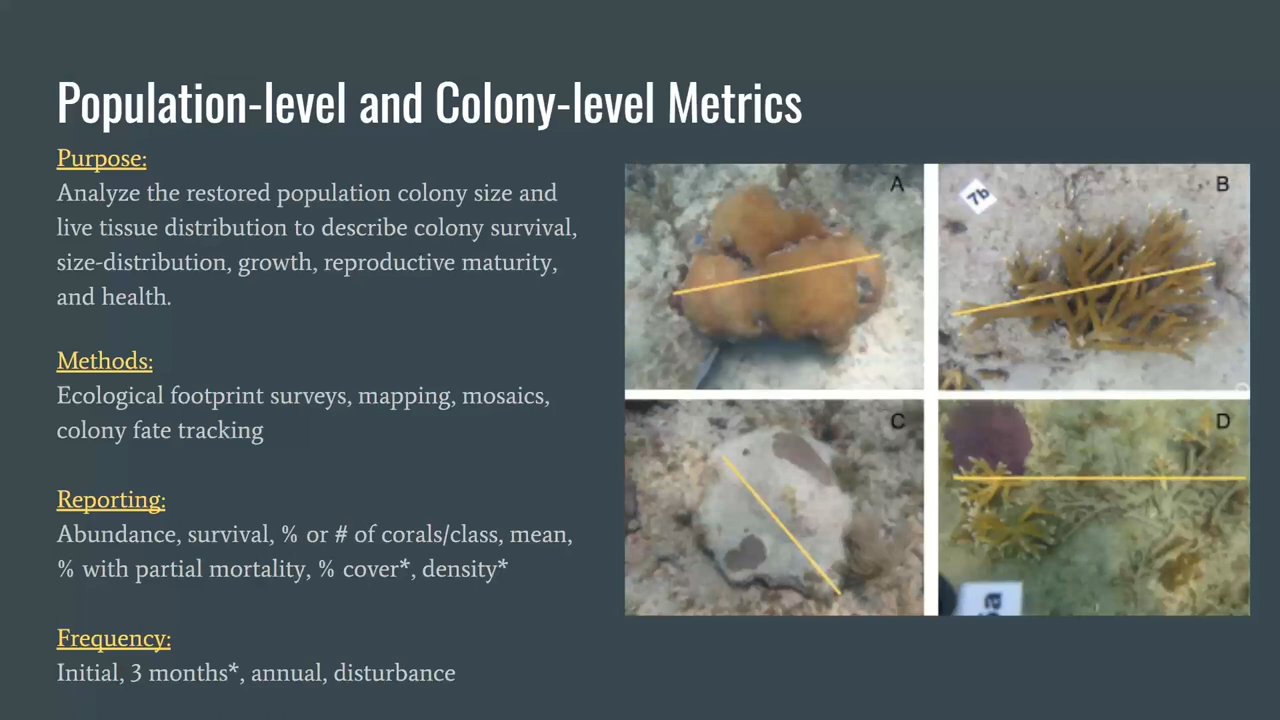 Population-level and Colony-level Metrics
Purpose:
Analyze the restored population colony size and
live tissue distribution to describe colony survival,
size-distribution, growth, reproductive maturity,
and health.
Methods:
Ecological footprint surveys, mapping, mosaics,
colony fate tracking
Reporting:
Abundance, survival, % or # of corals/class, mean,
% with partial mortality, % cover*, density*
Frequency:
Initial, 3 months*, annual, disturbance
A
7b
B
C
D